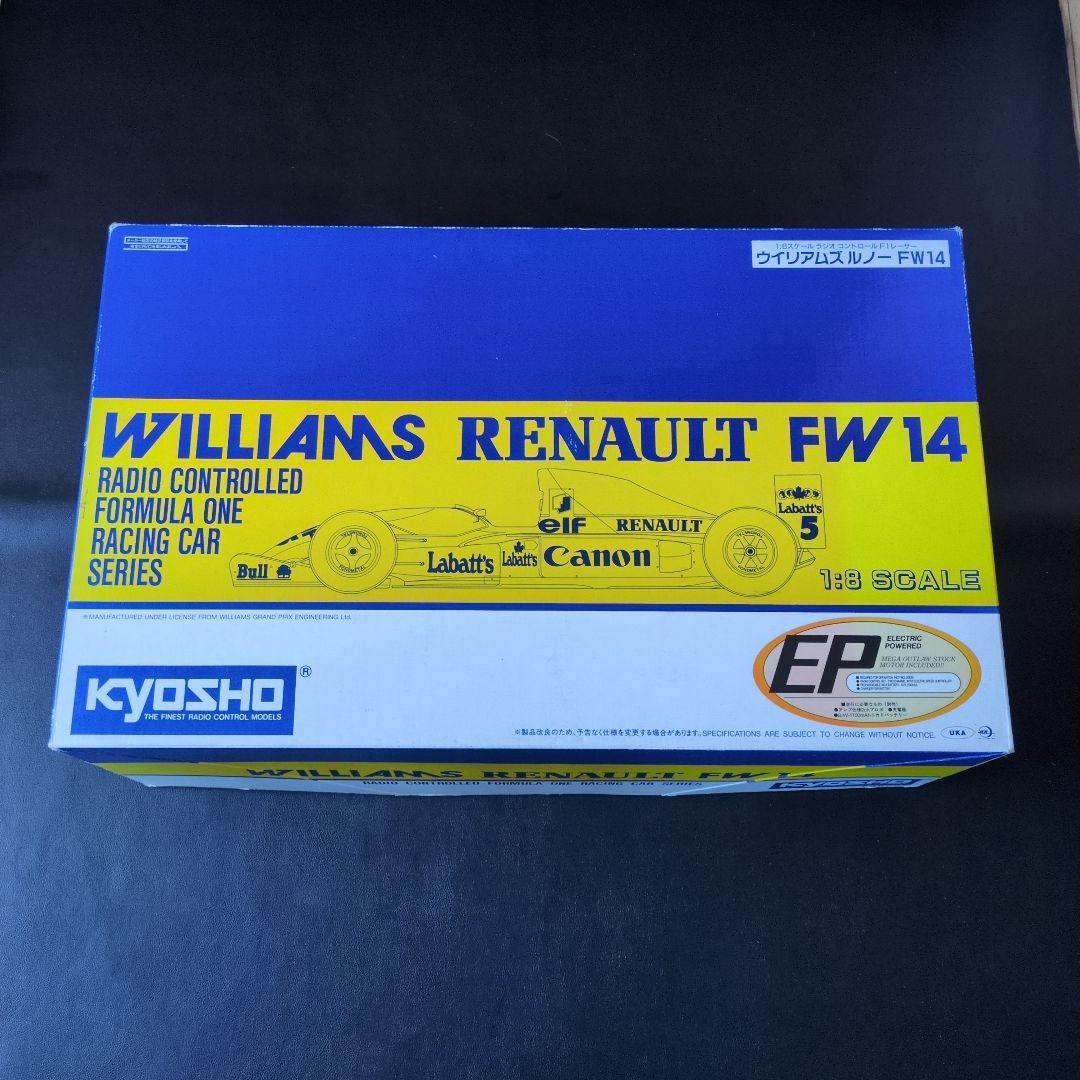 1:8スケール ラジオ コントロール F1レーサー
ウイリアムズ ルノー FW14
WILLIAMS RENAULT FW 14
RADIO CONTROLLED
FORMULA ONE
RACING CAR
SERIES
elf RENAULT
Labatt's
5
Bull
Labatt's
Labatt's
Canon
1:8 SCALE
※MANUFACTURED UNDER LICENSE FROM WILLIAMS GRAND PRIX ENGINEERING Ltd.
KYOSHO ®
THE FINEST RADIO CONTROL MODELS
EP
ELECTRIC
POWERED
MEGA OUTLAW STOCK
MOTOR INCLUDED!!
※製品改良のため、予告なく仕様を変更する場合があります。SPECIFICATIONS ARE SUBJECT TO CHANGE WITHOUT NOTICE.
UKA
WILLIAMS RENAULT FW 14
RADIO CONTROLLED FORMULA ONE RACING CAR SERIES
KYOSHO